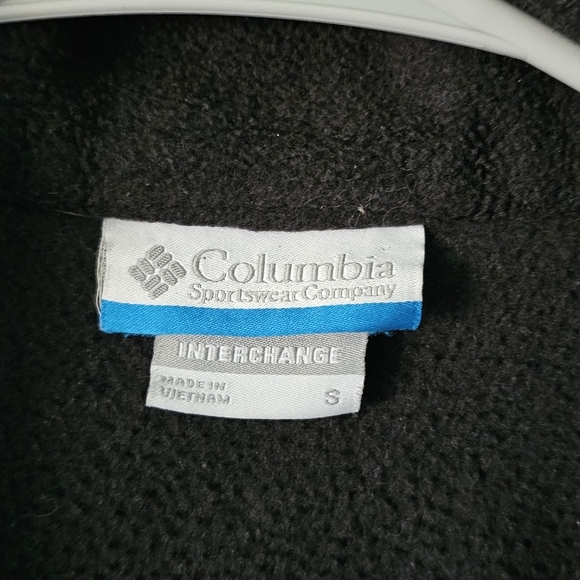 Columbia
Sportswear Company
INTERCHANGE
MADE IN
VIETNAM
S